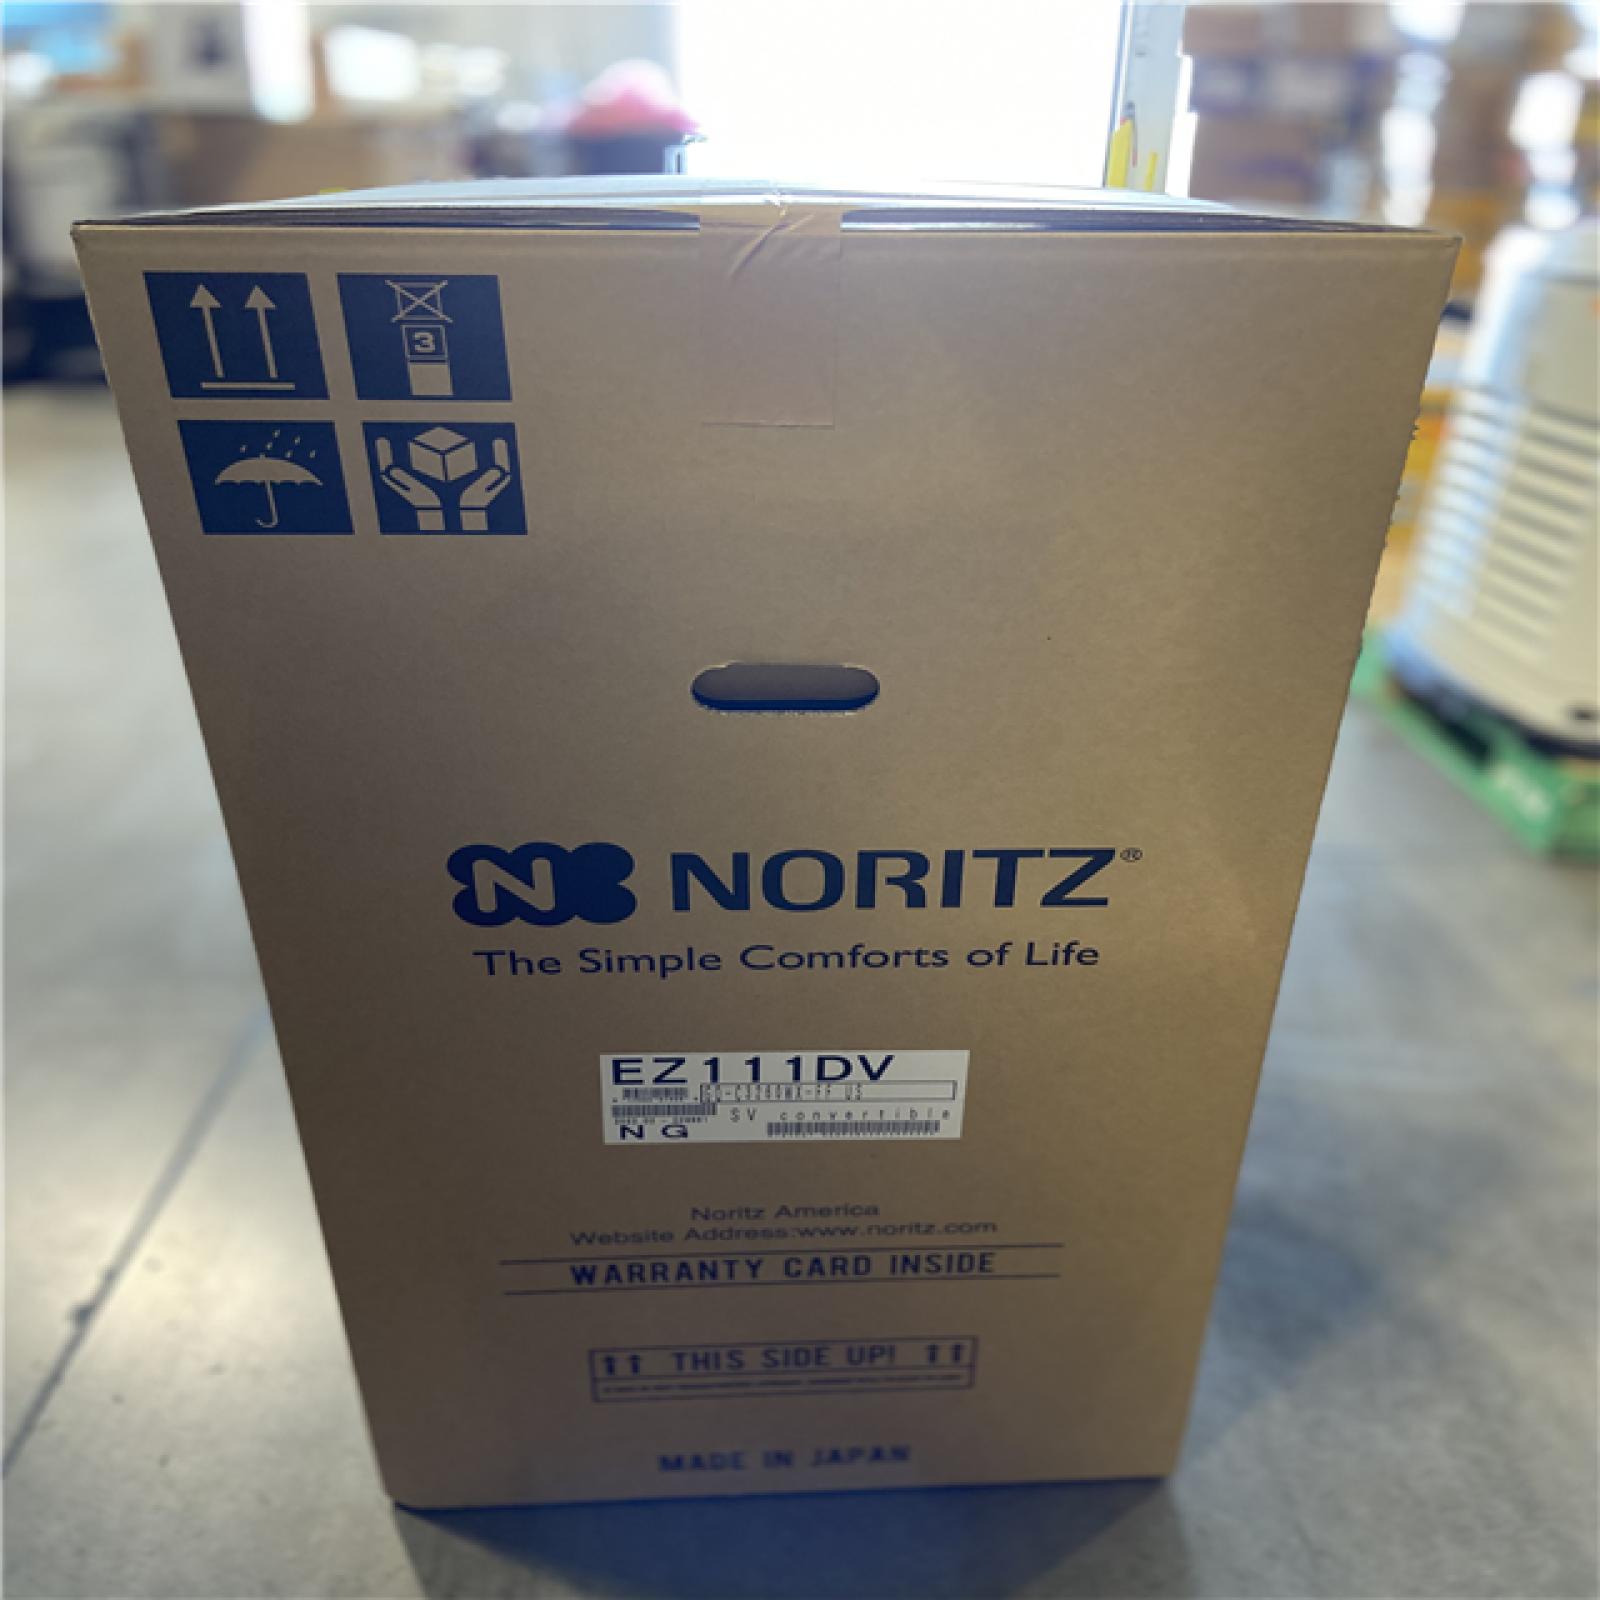 3
N NORITZ®
The Simple Comforts of Life
EZ111DV
SV convertible
NG
Noritz America
Website Address:www.noritz.com
WARRANTY CARD INSIDE
THIS SIDE UP!
MADE IN JAPAN